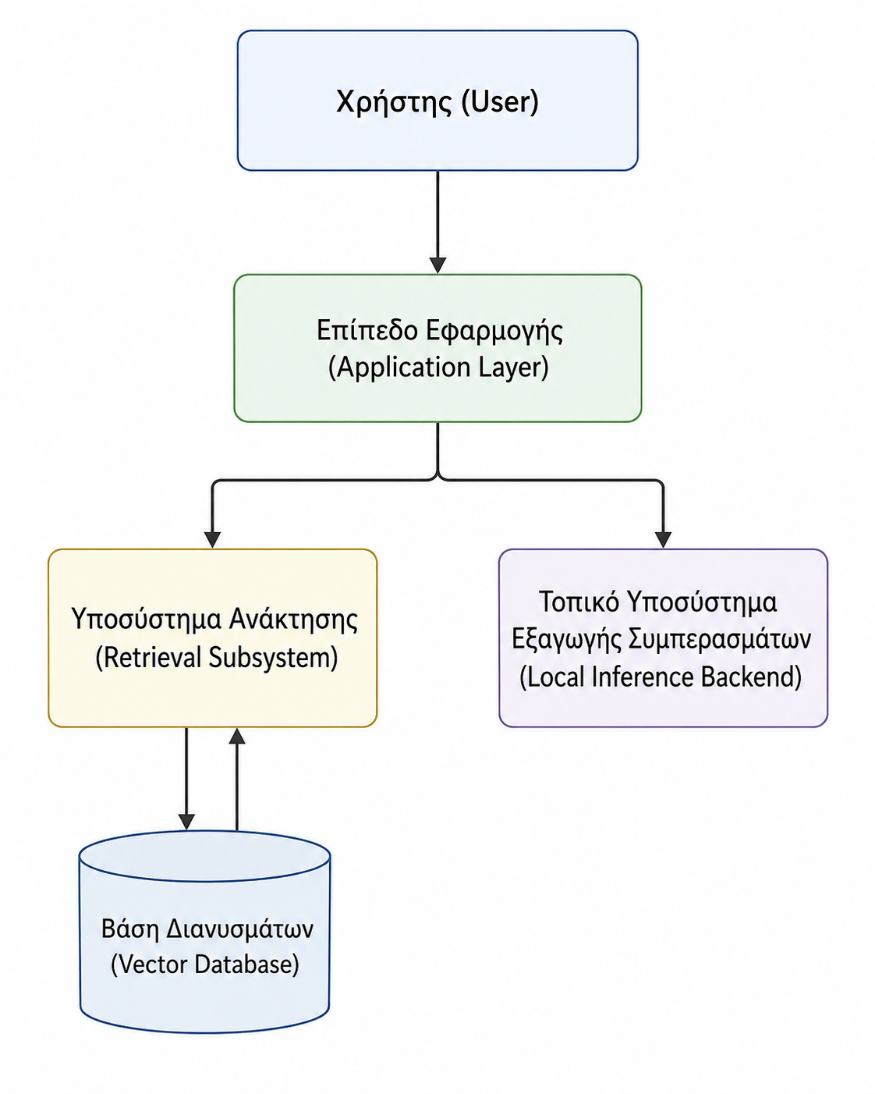 Χρήστης (User)
Επίπεδο Εφαρμογής
(Application Layer)
Υποσύστημα Ανάκτησης
(Retrieval Subsystem)
Τοπικό Υποσύστημα
Εξαγωγής Συμπερασμάτων
(Local Inference Backend)
Βάση Διανυσμάτων
(Vector Database)